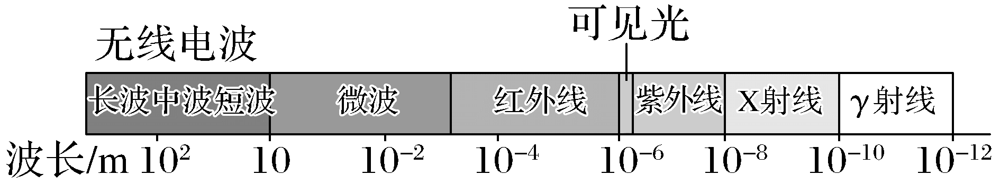 可见光
无线电波
长波中波短波 微波 红外线 紫外线 X射线 γ射线
波长/m 10² 10 10⁻² 10⁻⁴ 10⁻⁶ 10⁻⁸ 10⁻¹⁰ 10⁻¹²